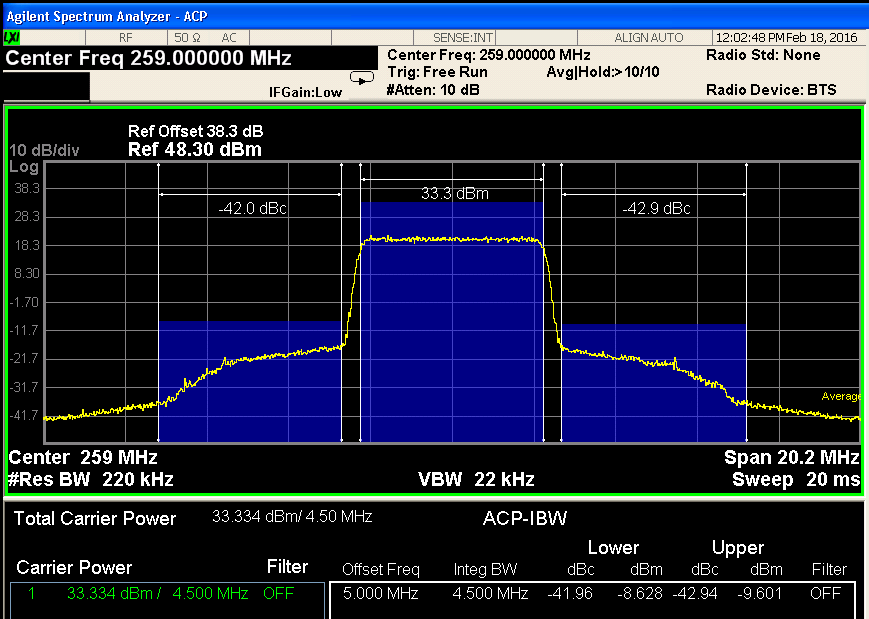 Agilent Spectrum Analyzer - ACP
LXI RF 50 Ω AC SENSE:INT ALIGN AUTO 12:02:48 PM Feb 18, 2016
Center Freq 259.000000 MHz
Center Freq: 259.000000 MHz Radio Std: None
Trig: Free Run Avg|Hold:>10/10
IFGain:Low #Atten: 10 dB Radio Device: BTS
Ref Offset 38.3 dB
10 dB/div Ref 48.30 dBm
Log
38.3
28.3
18.3
8.30
-1.70
-11.7
-21.7
-31.7
-41.7
-42.0 dBc 33.3 dBm -42.9 dBc
Average
Center 259 MHz Span 20.2 MHz
#Res BW 220 kHz VBW 22 kHz Sweep 20 ms
Total Carrier Power 33.334 dBm/ 4.50 MHz ACP-IBW
Lower Upper
Carrier Power Filter Offset Freq Integ BW dBc dBm dBc dBm Filter
1 33.334 dBm / 4.500 MHz OFF 5.000 MHz 4.500 MHz -41.96 -8.628 -42.94 -9.601 OFF